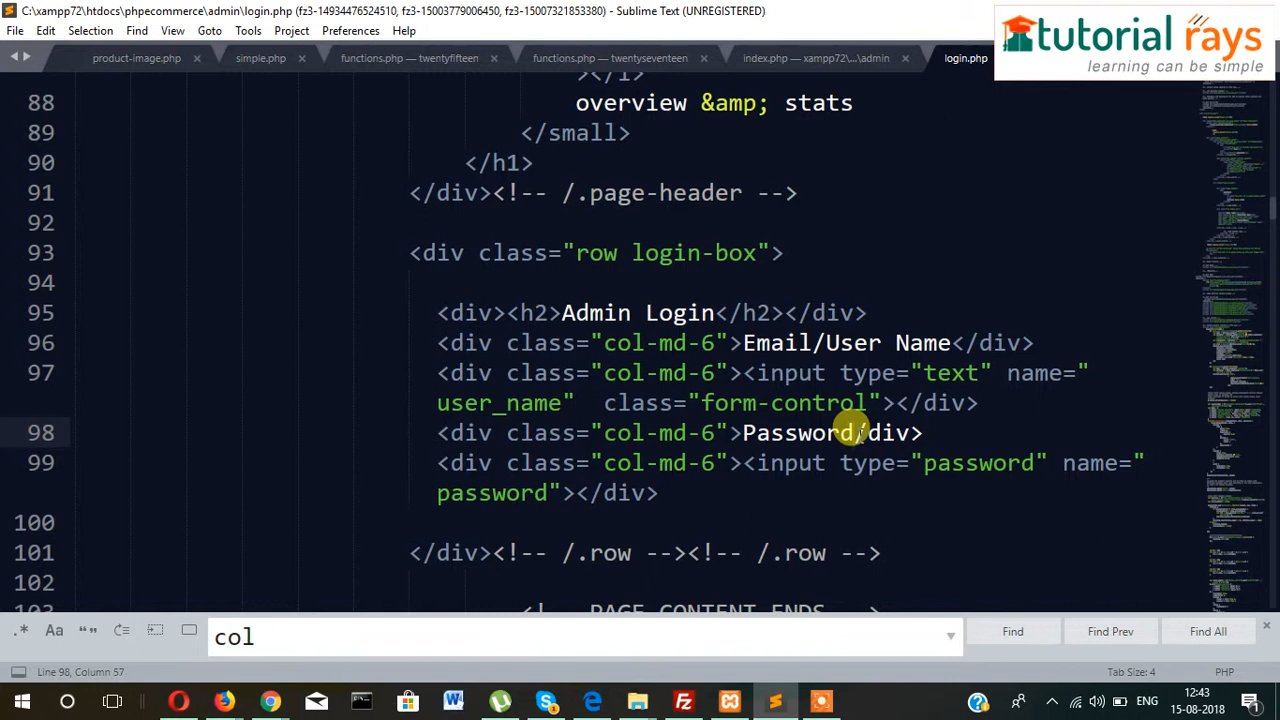 C:\xampp72\htdocs\phpecommerce\admin\login.php (fz3-14934476524510, fz3-15036779006450, fz3-15007321853380) - Sublime Text (UNREGISTERED)
File Edit Selection Find View Goto Tools Project Preferences Help
tutorial rays
learning can be simple
product-image.php × simple.php × functions.php — twentyfifteen × functions.php — twentyseventeen × index.php — xampp72\...\admin × login.php
></i>
88 overview &amp; stats
89 </small>
90 </h1>
91 </div><!-- /.page-header -->
92
93 <div class="row login-box">
94
95 <div><h2>Admin Login</h2></div>
96 <div class="col-md-6">Email/User Name</div>
97 <div class="col-md-6"><input type="text" name="
user_name" class="form-control"></div>
98 <div class="col-md-6">Password/div>
99 <div class="col-md-6"><input type="password" name="
password"></div>
100
101 </div><!-- /.row --><!-- /.row -->
102
103 <!-- PAGE CONTENT ENDS -->
.* Aa “” col Find Find Prev Find All ×
Line 98, Column 57 Tab Size: 4 PHP
ENG 12:43
15-08-2018